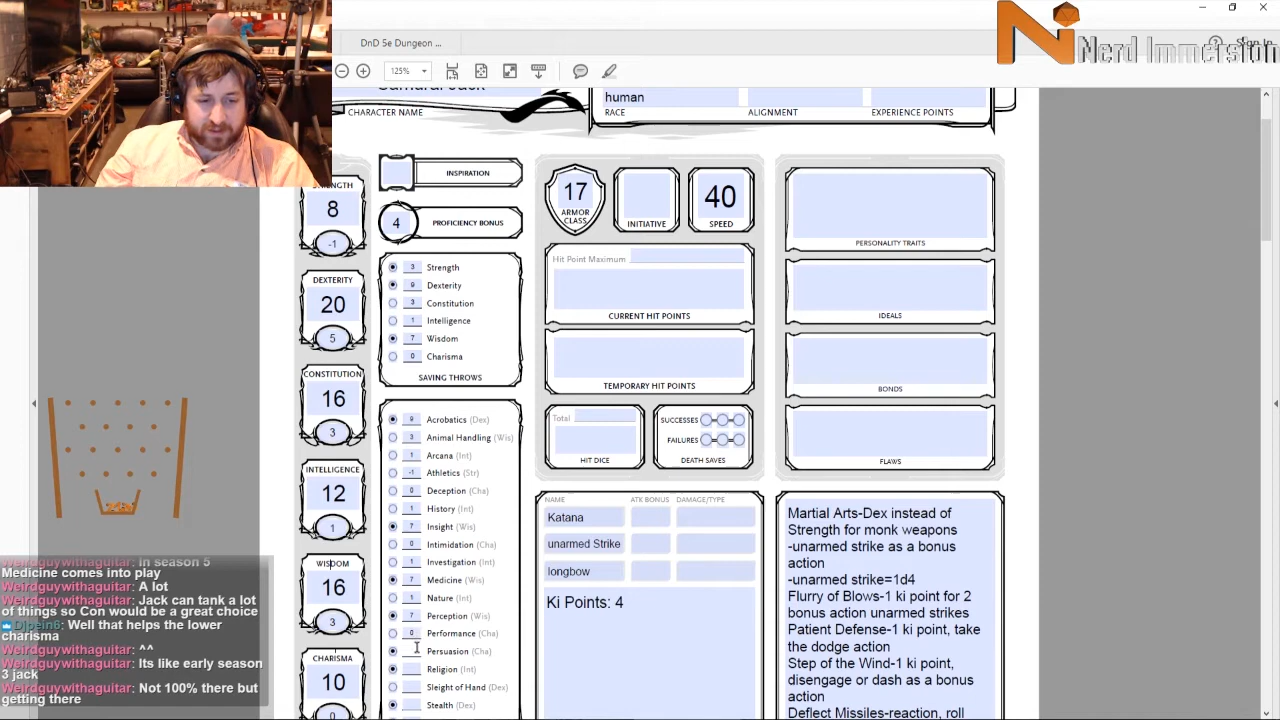 Nerd Immersion
DnD 5e Dungeon ...
Sign In
125%
Samurai Jack
CHARACTER NAME
human
RACE
ALIGNMENT
EXPERIENCE POINTS
STRENGTH
8
-1
DEXTERITY
20
5
CONSTITUTION
16
3
INTELLIGENCE
12
1
WISDOM
16
3
CHARISMA
10
0
INSPIRATION
4
PROFICIENCY BONUS
3 Strength
9 Dexterity
3 Constitution
1 Intelligence
7 Wisdom
0 Charisma
SAVING THROWS
9 Acrobatics (Dex)
3 Animal Handling (Wis)
1 Arcana (Int)
-1 Athletics (Str)
0 Deception (Cha)
1 History (Int)
7 Insight (Wis)
0 Intimidation (Cha)
1 Investigation (Int)
7 Medicine (Wis)
1 Nature (Int)
7 Perception (Wis)
0 Performance (Cha)
Persuasion (Cha)
Religion (Int)
Sleight of Hand (Dex)
Stealth (Dex)
17
ARMOR
CLASS
INITIATIVE
40
SPEED
Hit Point Maximum
CURRENT HIT POINTS
TEMPORARY HIT POINTS
Total
HIT DICE
SUCCESSES
FAILURES
DEATH SAVES
NAME ATK BONUS DAMAGE/TYPE
Katana
unarmed Strike
longbow
Ki Points: 4
PERSONALITY TRAITS
IDEALS
BONDS
FLAWS
Martial Arts-Dex instead of
Strength for monk weapons
-unarmed strike as a bonus
action
-unarmed strike=1d4
Flurry of Blows-1 ki point for 2
bonus action unarmed strikes
Patient Defense-1 ki point, take
the dodge action
Step of the Wind-1 ki point,
disengage or dash as a bonus
action
Deflect Missiles-reaction, roll
Weirdguywithaguitar: In season 5
Medicine comes into play
Weirdguywithaguitar: A lot
Weirdguywithaguitar: Jack can tank a lot
of things so Con would be a great choice
Djpein6: Well that helps the lower
charisma
Weirdguywithaguitar: ^^
Weirdguywithaguitar: Its like early season
3 jack
Weirdguywithaguitar: Not 100% there but
getting there